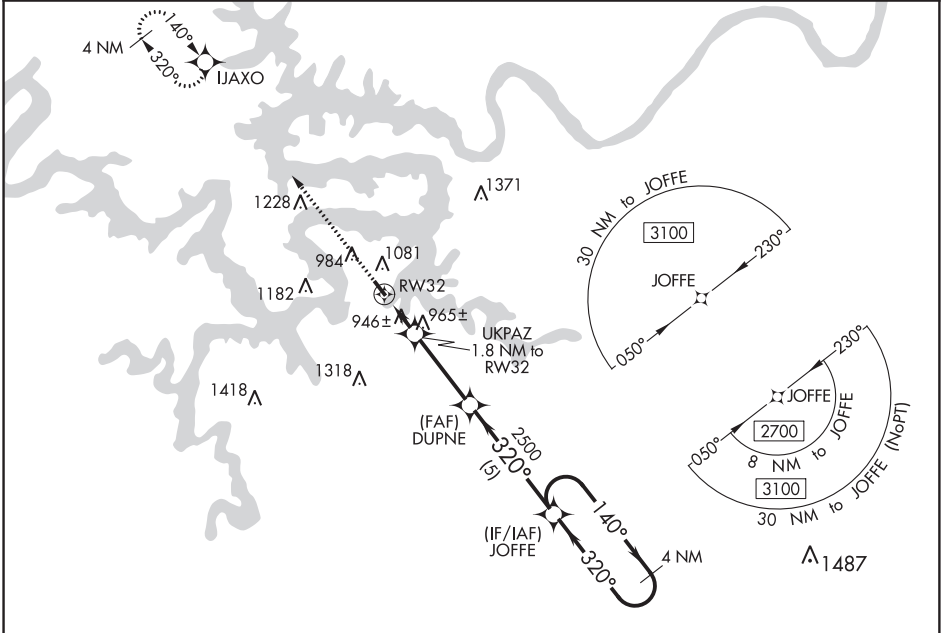 140°
4 NM
320°
IJAXO
1371
1228
984
1081
1182
RW32
946±
965±
UKPAZ
1.8 NM to
RW32
1318
1418
(FAF)
DUPNE
2500
320°
(5)
(IF/IAF)
JOFFE
140°
320°
4 NM
30 NM to JOFFE
3100
230°
JOFFE
050°
230°
JOFFE
050°
2700
8 NM to JOFFE
3100
30 NM to JOFFE (NoPT)
1487